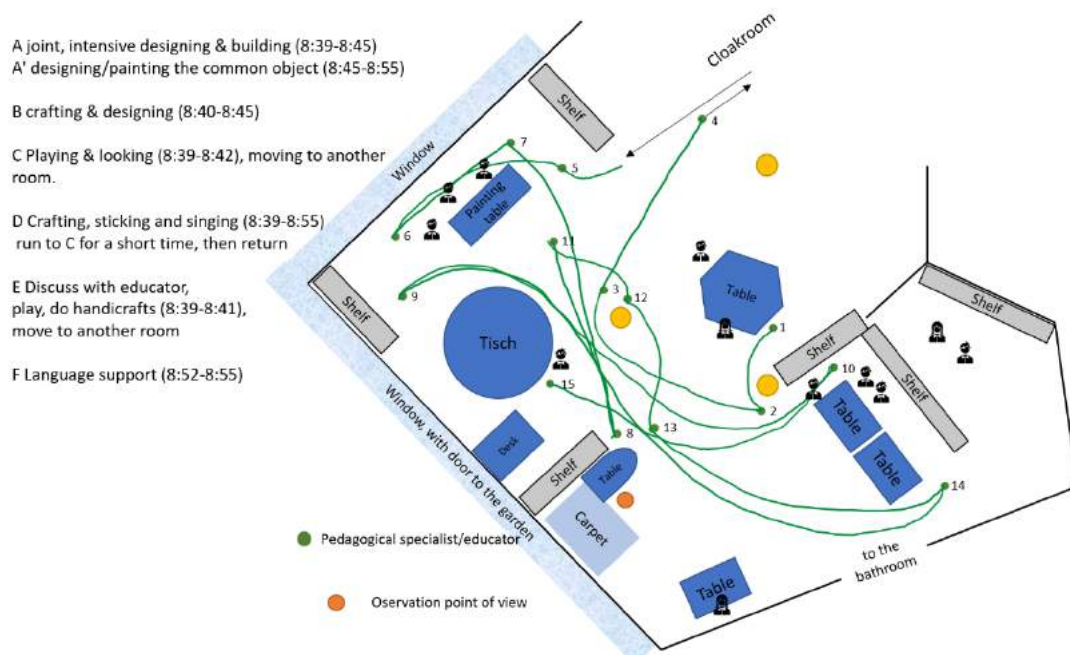 A joint, intensive designing & building (8:39-8:45)
A' designing/painting the common object (8:45-8:55)
B crafting & designing (8:40-8:45)
C Playing & looking (8:39-8:42), moving to another
room.
D Crafting, sticking and singing (8:39-8:55)
run to C for a short time, then return
E Discuss with educator,
play, do handicrafts (8:39-8:41),
move to another room
F Language support (8:52-8:55)
Cloakroom
Shelf
4
Window
7
5
Painting
table
6
11
3
12
9
Shelf
Table
1
Tisch
Shelf
Shelf
Shelf
10
15
2
Table
Table
13
8
14
Window, with door to the garden
Desk
Shelf
Table
Carpet
Pedagogical specialist/educator
to the
bathroom
Table
Oservation point of view